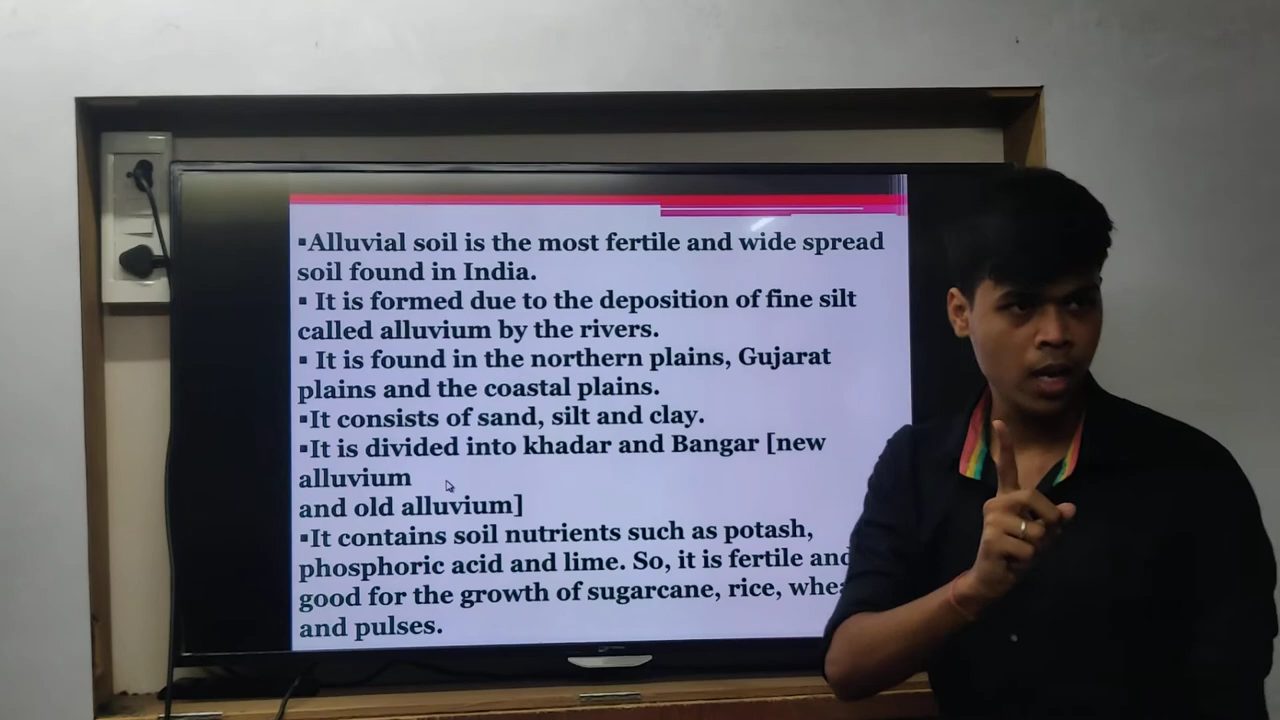 ▪Alluvial soil is the most fertile and wide spread
soil found in India.
▪ It is formed due to the deposition of fine silt
called alluvium by the rivers.
▪ It is found in the northern plains, Gujarat
plains and the coastal plains.
▪It consists of sand, silt and clay.
▪It is divided into khadar and Bangar [new
alluvium
and old alluvium]
▪It contains soil nutrients such as potash,
phosphoric acid and lime. So, it is fertile and
good for the growth of sugarcane, rice,
and pulses.